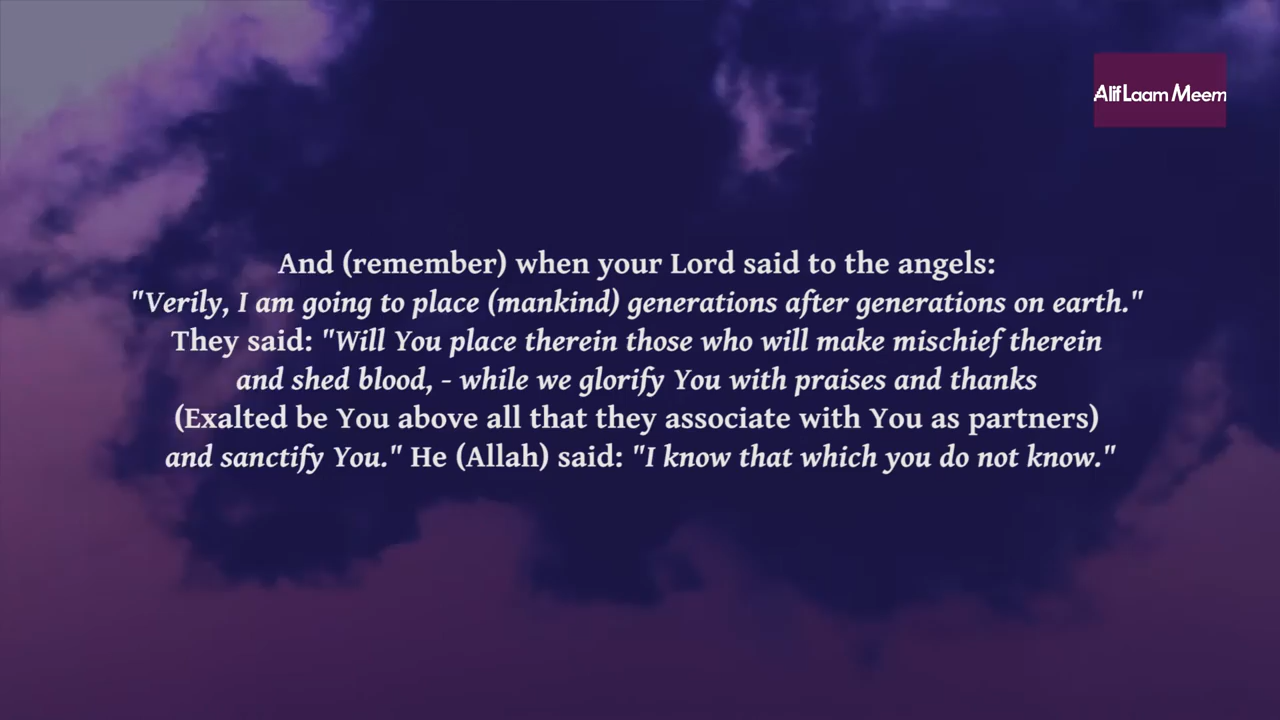 Alif Laam Meem
And (remember) when your Lord said to the angels:
"Verily, I am going to place (mankind) generations after generations on earth."
They said: "Will You place therein those who will make mischief therein
and shed blood, - while we glorify You with praises and thanks
(Exalted be You above all that they associate with You as partners)
and sanctify You." He (Allah) said: "I know that which you do not know."